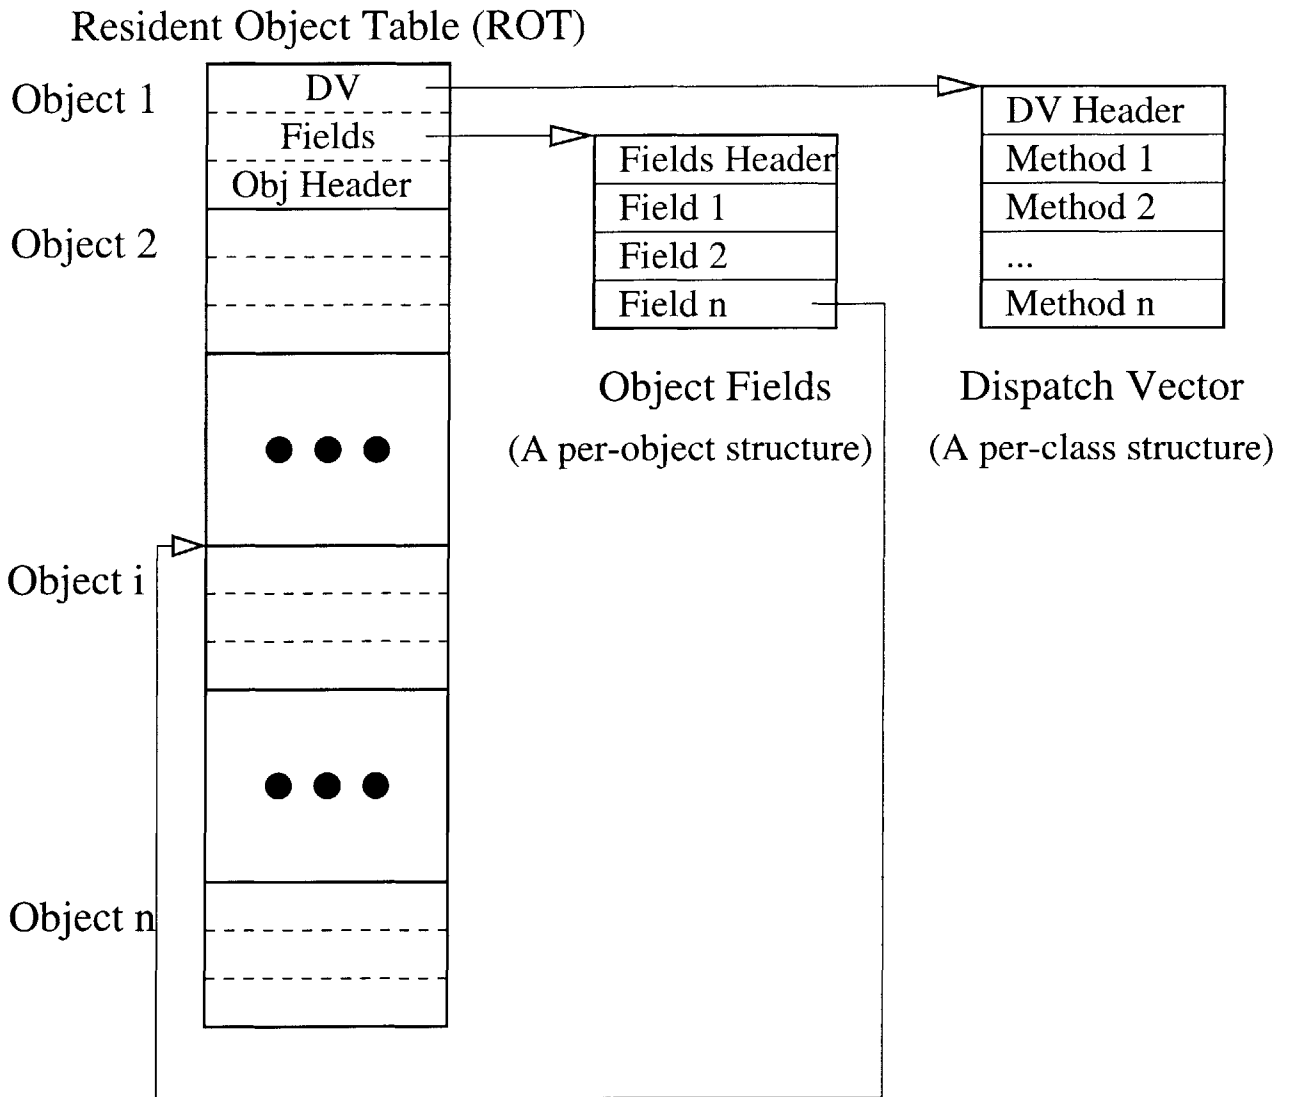 Resident Object Table (ROT)
Object 1
DV
Fields
Obj Header
Object 2
Object i
Object n
Fields Header
Field 1
Field 2
Field n
Object Fields
(A per-object structure)
DV Header
Method 1
Method 2
...
Method n
Dispatch Vector
(A per-class structure)